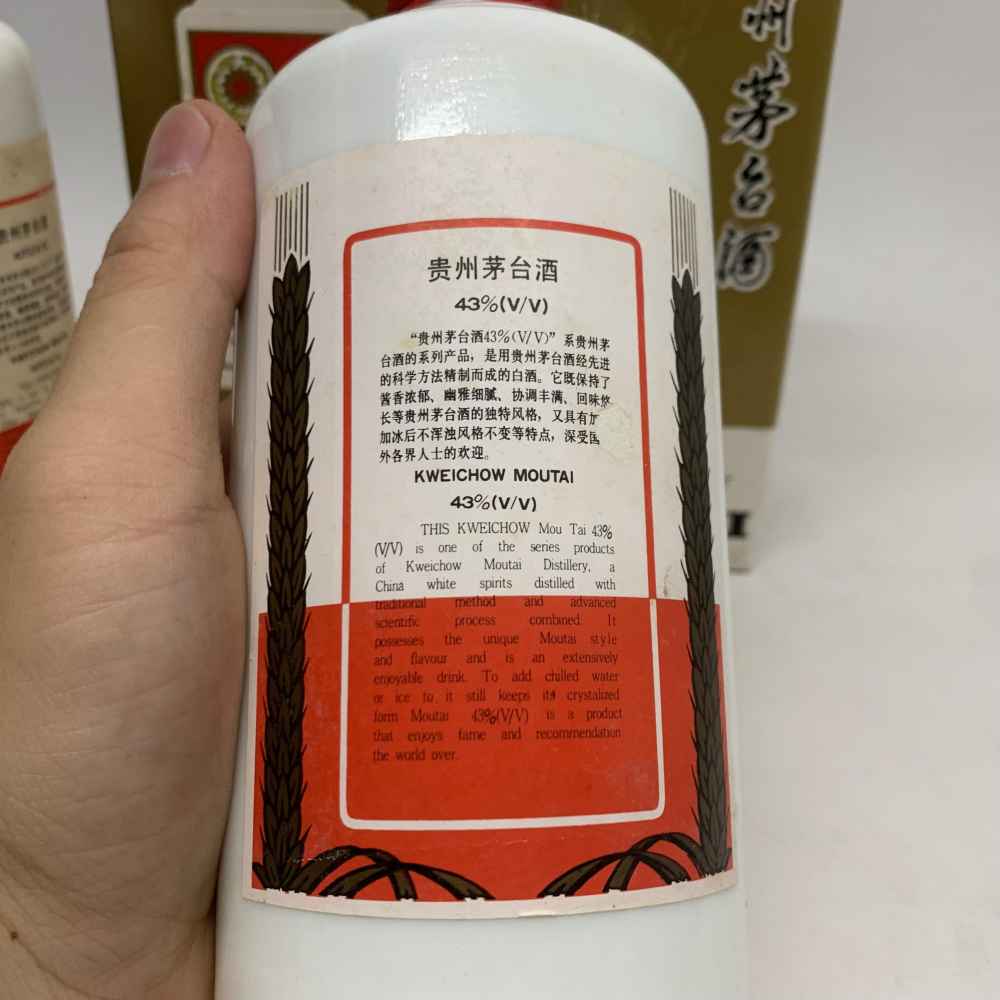 州茅台酒
贵州茅台酒
43%(V/V)
“贵州茅台酒43%(V/V)”系贵州茅
台酒的系列产品，是用贵州茅台酒经先进
的科学方法精制而成的白酒。它既保持了
酱香浓郁、幽雅细腻、协调丰满、回味悠
长等贵州茅台酒的独特风格，又具有加
加冰后不浑浊风格不变等特点，深受国
外各界人士的欢迎。
KWEICHOW MOUTAI
43%(V/V)
THIS KWEICHOW Mou Tai 43%
(V/V) is one of the series products
of Kweichow Moutai Distillery, a
China white spirits distilled with
traditional method and advanced
scientific process combined. It
possesses the unique Moutai style
and flavour and is an extensively
enjoyable drink. To add chilled water
or ice to it still keeps its crystalized
form Moutai 43%(V/V) is a product
that enjoys fame and recommendation
the world over.